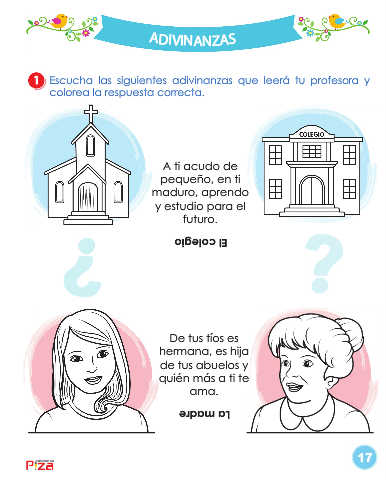 ADIVINANZAS
1 Escucha las siguientes adivinanzas que leerá tu profesora y
colorea la respuesta correcta.
COLEGIO
A ti acudo de
pequeño, en ti
maduro, aprendo
y estudio para el
futuro.
El colegio
¿ ?
De tus tíos es
hermana, es hija
de tus abuelos y
quién más a ti te
ama.
La madre
PIZA
17